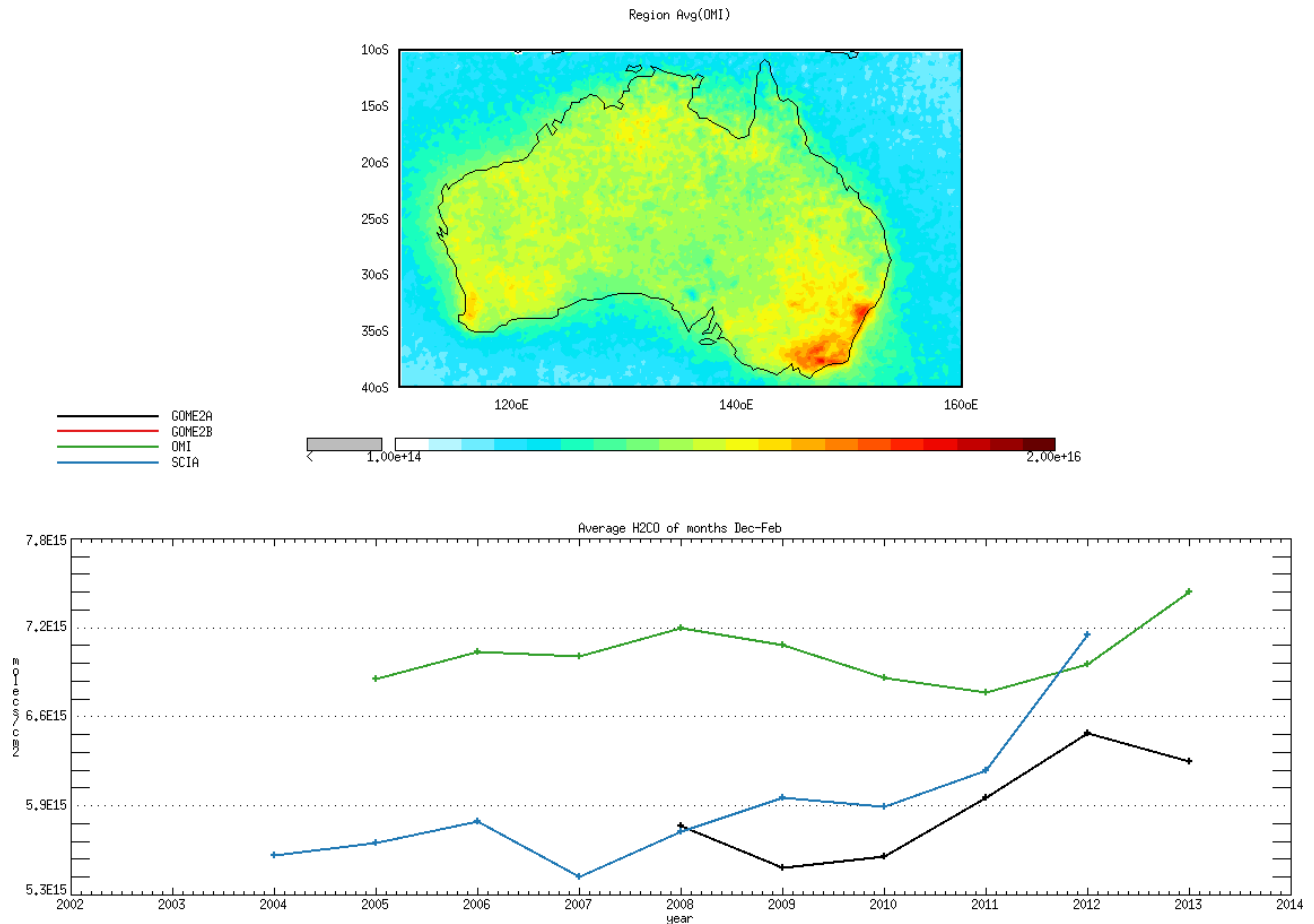 Region Avg(OMI)
10oS
15oS
20oS
25oS
30oS
35oS
40oS
120oE 140oE 160oE
GOME2A
GOME2B
OMI
SCIA
< 1.00e+14 2.00e+16
Average H2CO of months Dec-Feb
7.8E15
7.2E15
6.6E15
5.9E15
5.3E15
molecs/cm2
2002 2003 2004 2005 2006 2007 2008 2009 2010 2011 2012 2013 2014
year